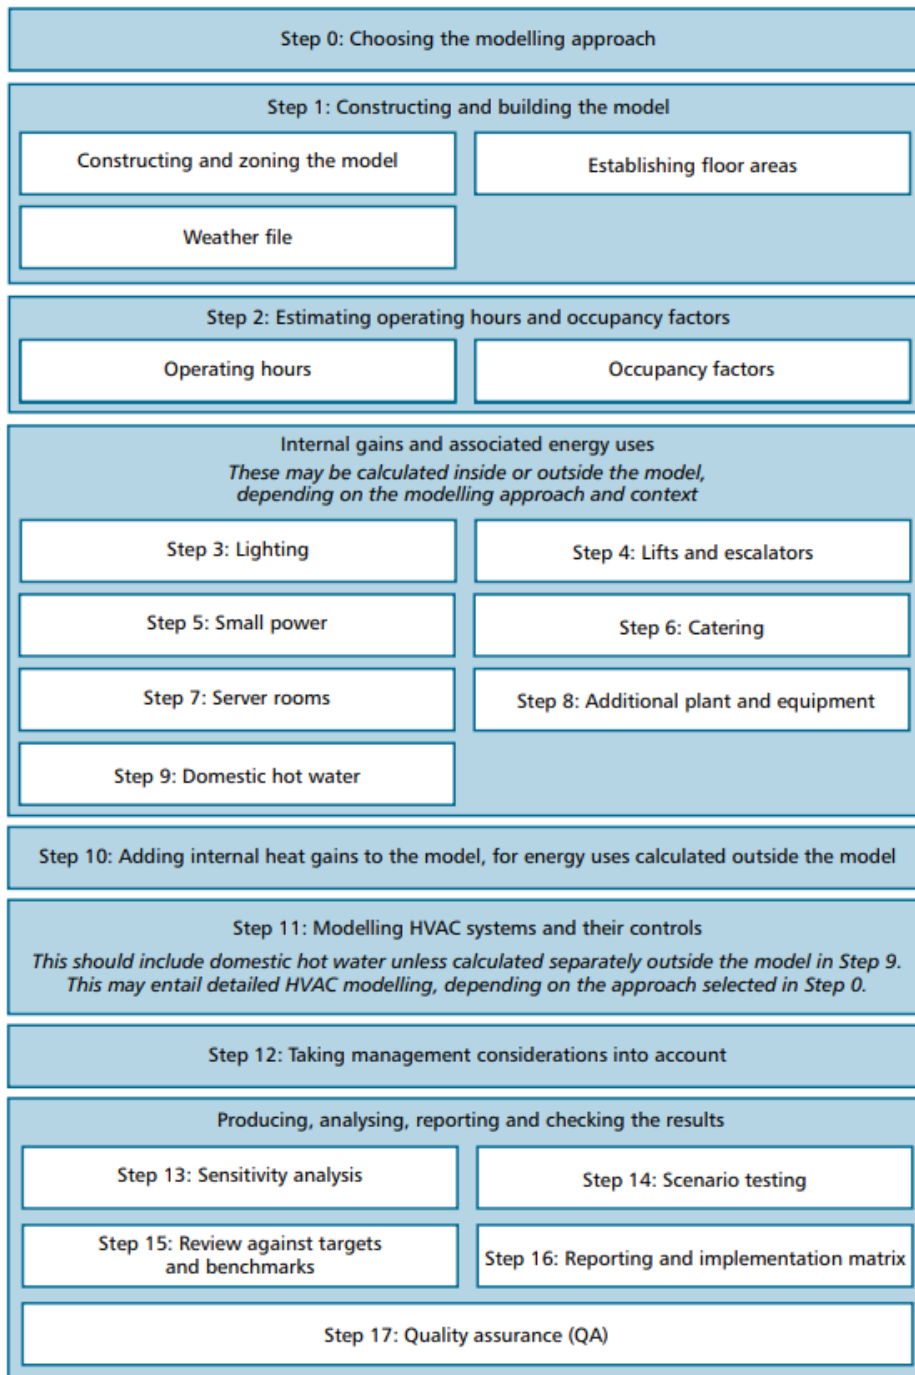 Step 0: Choosing the modelling approach
Step 1: Constructing and building the model
Constructing and zoning the model
Establishing floor areas
Weather file
Step 2: Estimating operating hours and occupancy factors
Operating hours
Occupancy factors
Internal gains and associated energy uses
These may be calculated inside or outside the model,
depending on the modelling approach and context
Step 3: Lighting
Step 4: Lifts and escalators
Step 5: Small power
Step 6: Catering
Step 7: Server rooms
Step 8: Additional plant and equipment
Step 9: Domestic hot water
Step 10: Adding internal heat gains to the model, for energy uses calculated outside the model
Step 11: Modelling HVAC systems and their controls
This should include domestic hot water unless calculated separately outside the model in Step 9.
This may entail detailed HVAC modelling, depending on the approach selected in Step 0.
Step 12: Taking management considerations into account
Producing, analysing, reporting and checking the results
Step 13: Sensitivity analysis
Step 14: Scenario testing
Step 15: Review against targets
and benchmarks
Step 16: Reporting and implementation matrix
Step 17: Quality assurance (QA)